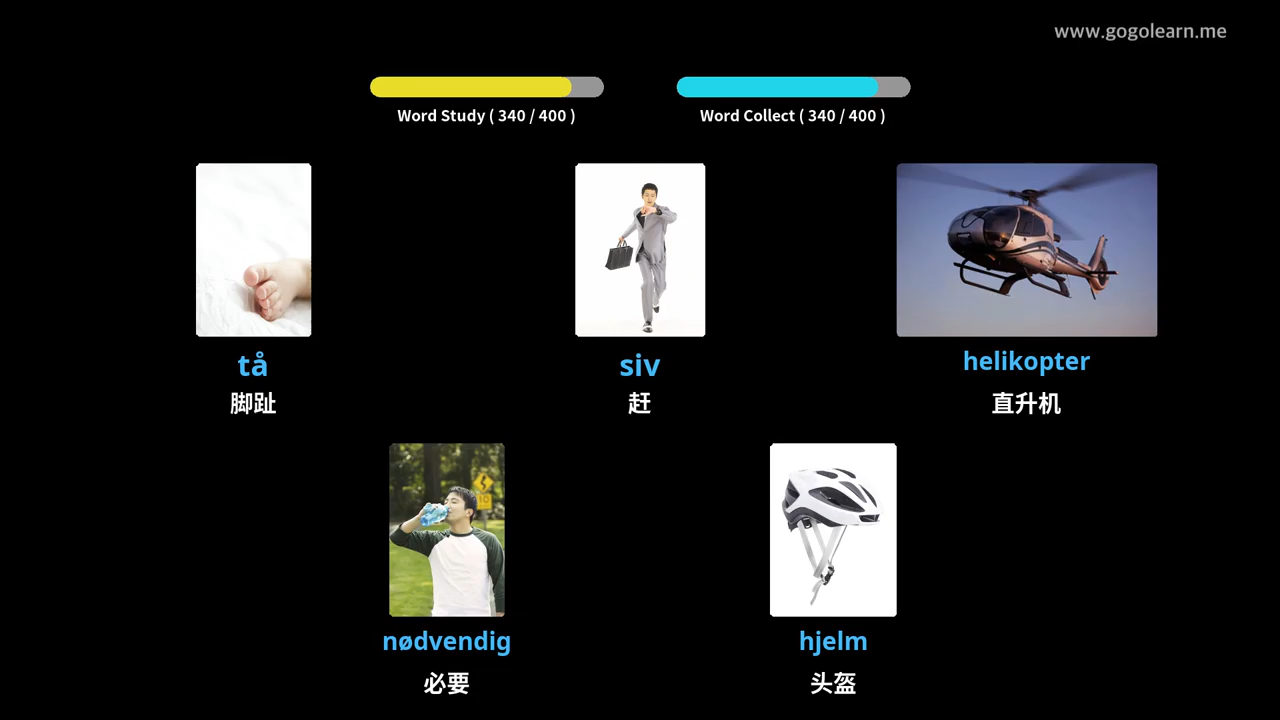 www.gogolearn.me
Word Study ( 340 / 400 )
Word Collect ( 340 / 400 )
tå
脚趾
siv
赶
helikopter
直升机
nødvendig
必要
hjelm
头盔